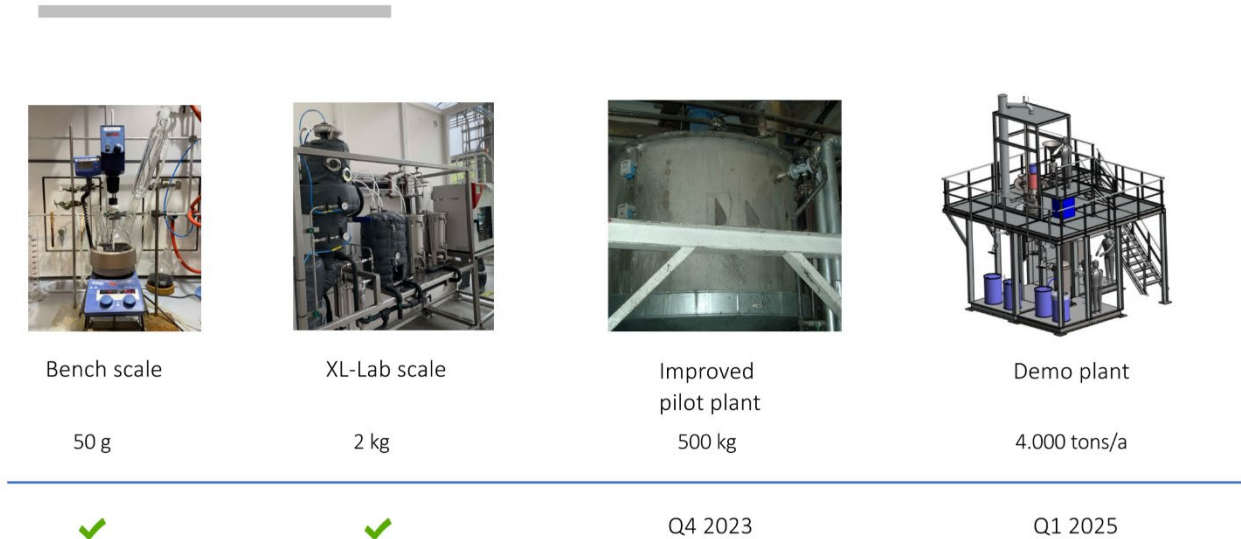 Bench scale
XL-Lab scale
Improved
pilot plant
Demo plant
50 g
2 kg
500 kg
4.000 tons/a
Q4 2023
Q1 2025